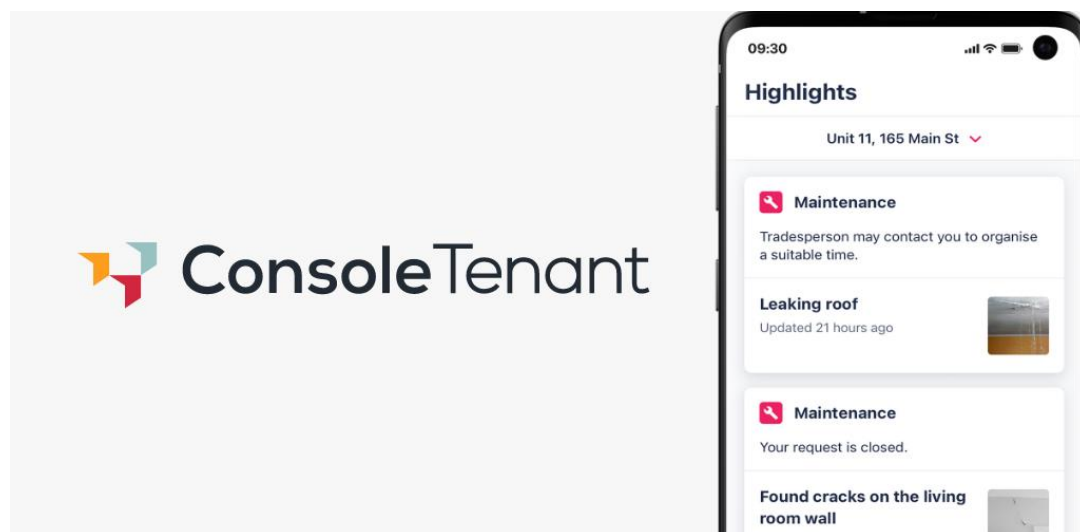 ConsoleTenant
09:30
Highlights
Unit 11, 165 Main St
Maintenance
Tradesperson may contact you to organise
a suitable time.
Leaking roof
Updated 21 hours ago
Maintenance
Your request is closed.
Found cracks on the living
room wall